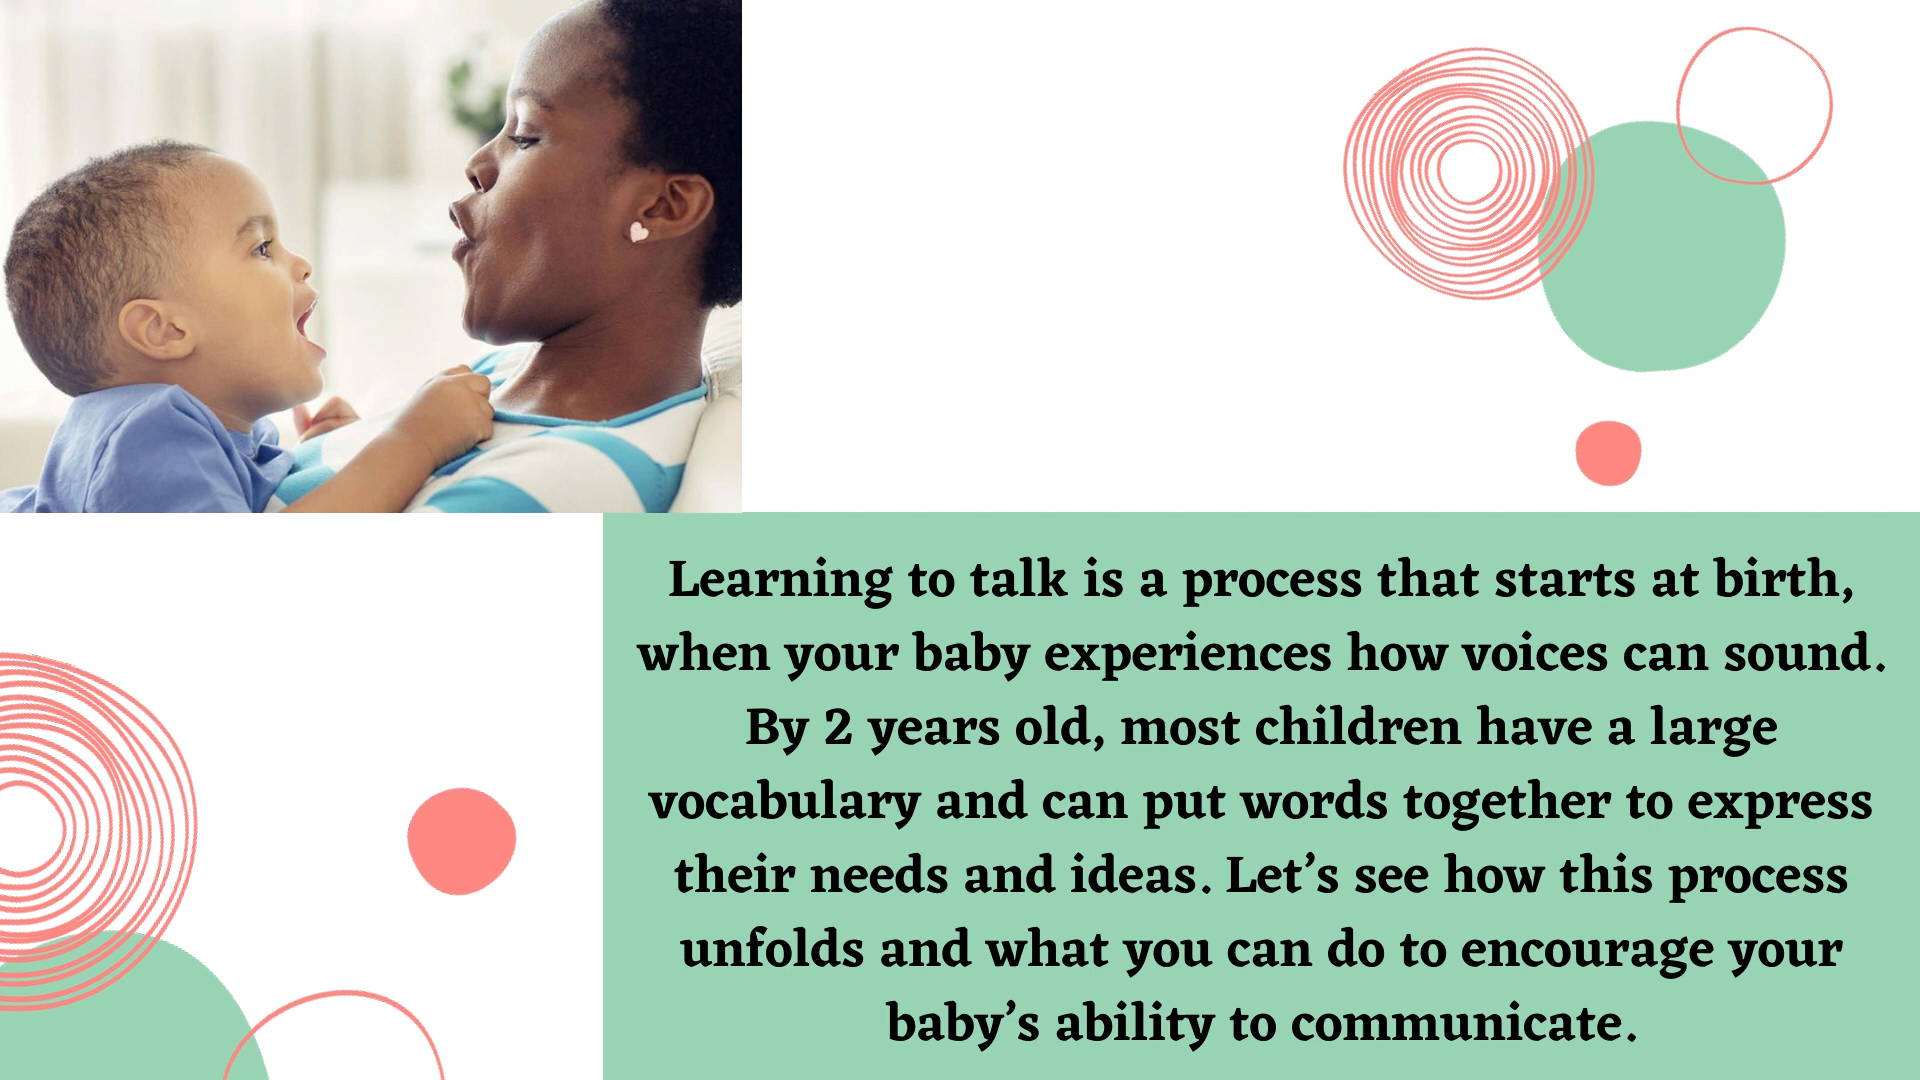 Learning to talk is a process that starts at birth,
when your baby experiences how voices can sound.
By 2 years old, most children have a large
vocabulary and can put words together to express
their needs and ideas. Let’s see how this process
unfolds and what you can do to encourage your
baby’s ability to communicate.